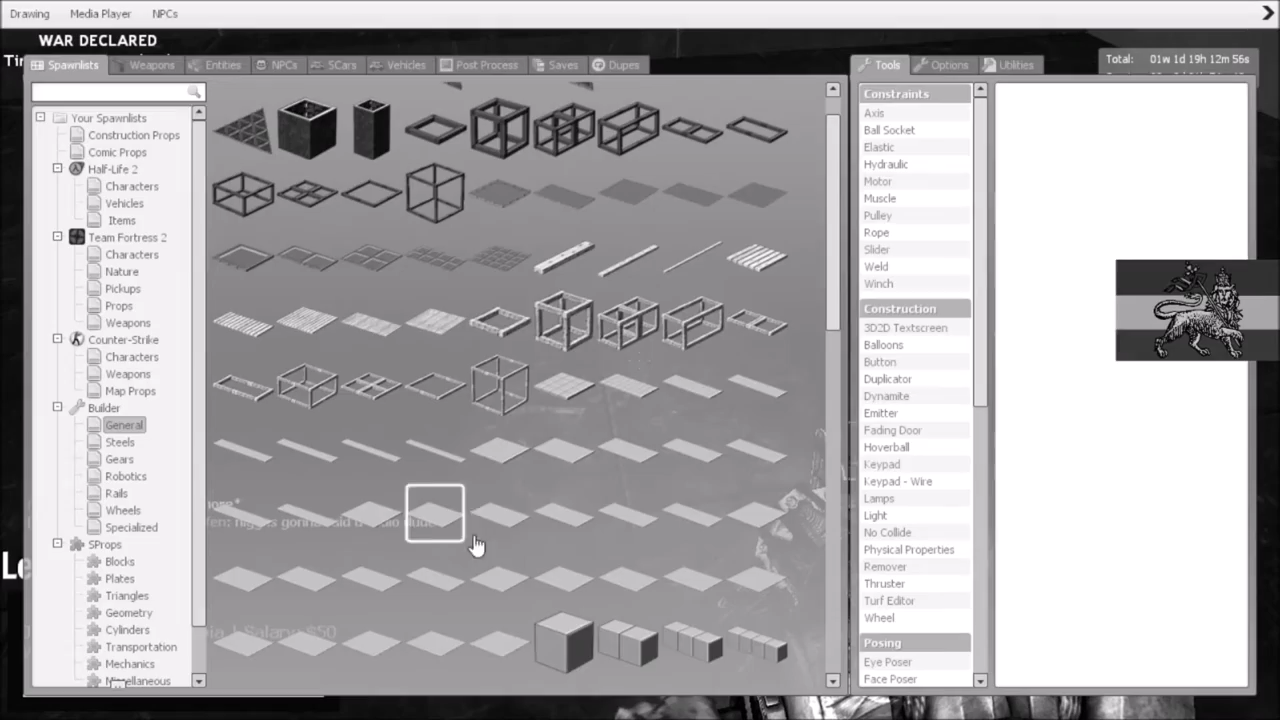 Drawing Media Player NPCs
WAR DECLARED
Spawnlists Weapons Entities NPCs SCars Vehicles Post Process Saves Dupes
Tools Options Utilities
Total: 01w 1d 19h 12m 56s
Your Spawnlists
Construction Props
Comic Props
Half-Life 2
Characters
Vehicles
Items
Team Fortress 2
Characters
Nature
Pickups
Props
Weapons
Counter-Strike
Characters
Weapons
Map Props
Builder
General
Steels
Gears
Robotics
Rails
Wheels
Specialized
SProps
Blocks
Plates
Triangles
Geometry
Cylinders
Transportation
Mechanics
Miscellaneous
Salary: $50
Constraints
Axis
Ball Socket
Elastic
Hydraulic
Motor
Muscle
Pulley
Rope
Slider
Weld
Winch
Construction
3D2D Textscreen
Balloons
Button
Duplicator
Dynamite
Emitter
Fading Door
Hoverball
Keypad
Keypad - Wire
Lamps
Light
No Collide
Physical Properties
Remover
Thruster
Turf Editor
Wheel
Posing
Eye Poser
Face Poser